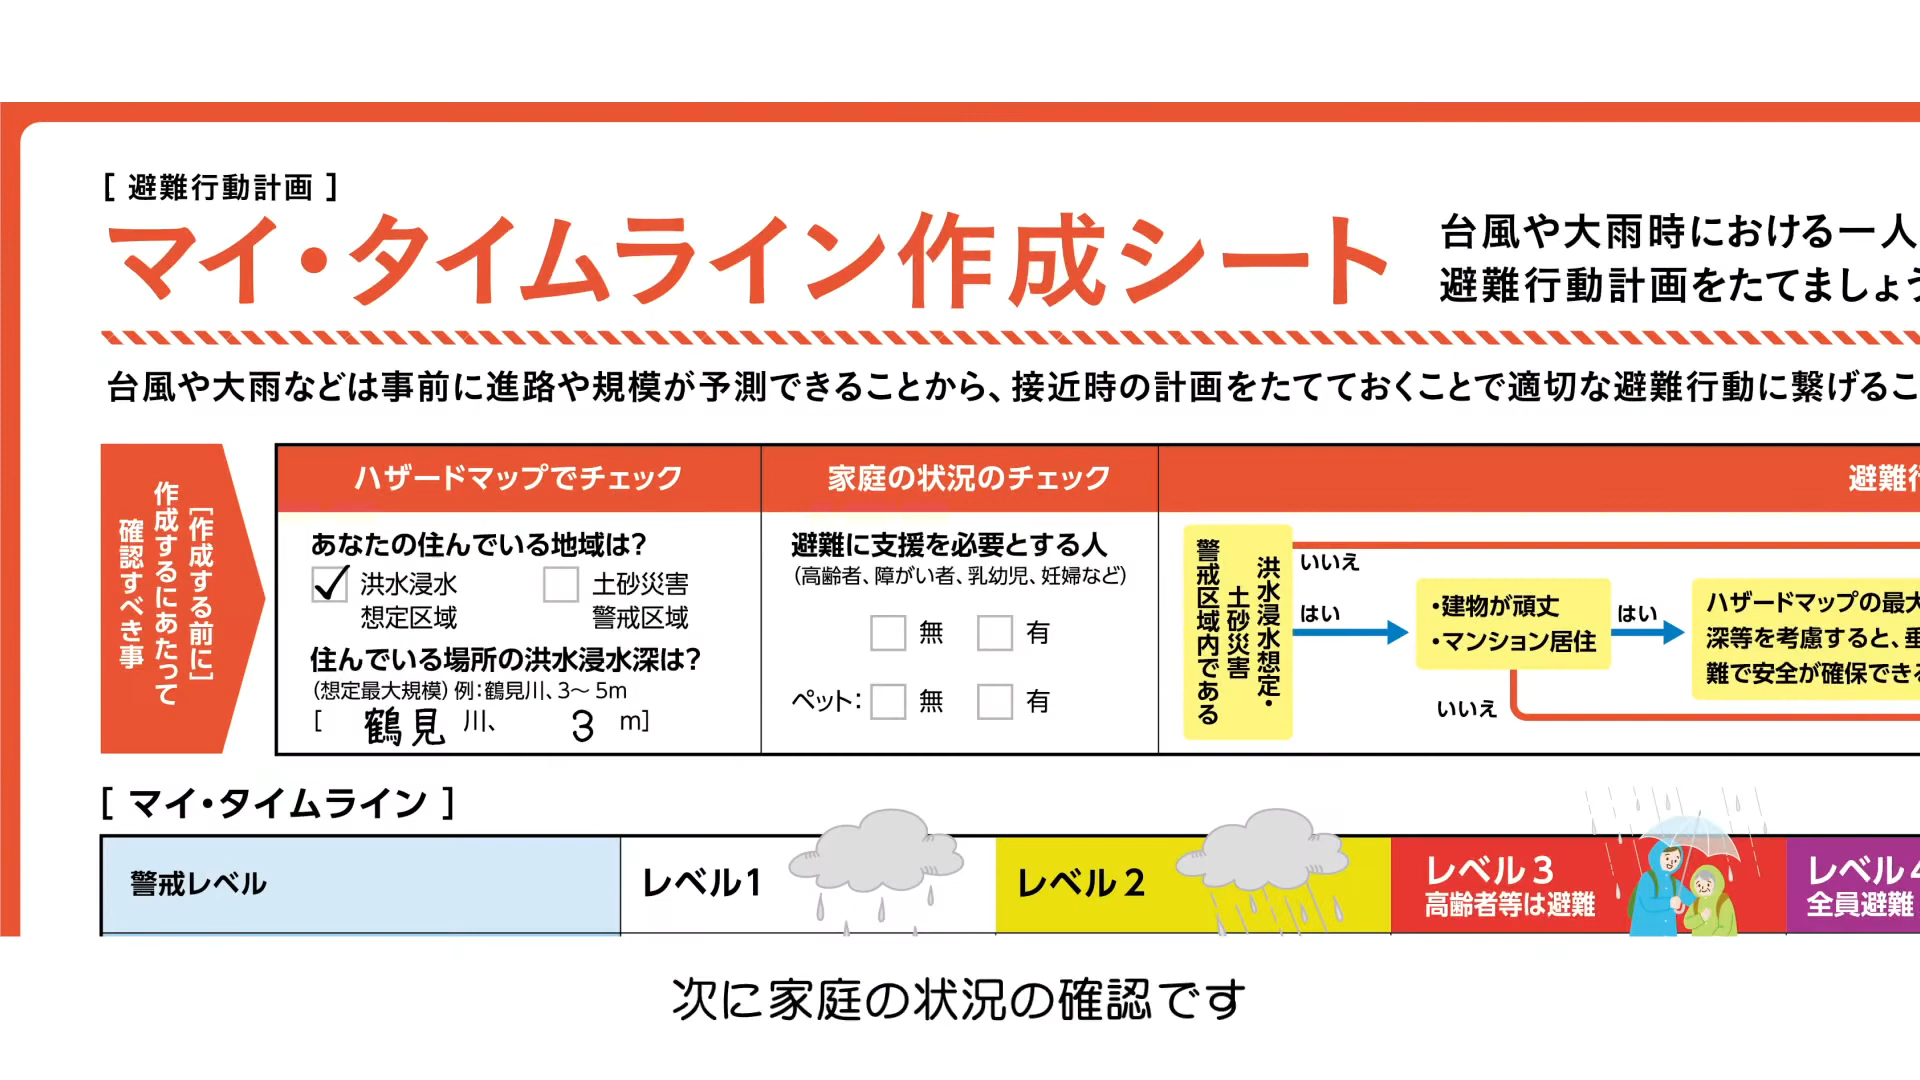 [ 避難行動計画 ]
マイ・タイムライン作成シート
台風や大雨時における一人
避難行動計画をたてましょう
台風や大雨などは事前に進路や規模が予測できることから、接近時の計画をたてておくことで適切な避難行動に繋げるこ
[作成する前に]
作成するにあたって
確認すべき事
ハザードマップでチェック
あなたの住んでいる地域は?
洪水浸水
想定区域
土砂災害
警戒区域
住んでいる場所の洪水浸水深は?
(想定最大規模) 例:鶴見川、3〜5m
[ 鶴見 川、 3 m]
家庭の状況のチェック
避難に支援を必要とする人
(高齢者、障がい者、乳幼児、妊婦など)
無 有
ペット: 無 有
避難行
洪水浸水想定・
土砂災害
警戒区域内である
いいえ
はい
・建物が頑丈
・マンション居住
はい
いいえ
ハザードマップの最大
深等を考慮すると、垂
難で安全が確保できる
[ マイ・タイムライン ]
警戒レベル
レベル1
レベル2
レベル3
高齢者等は避難
レベル4
全員避難
次に家庭の状況の確認です